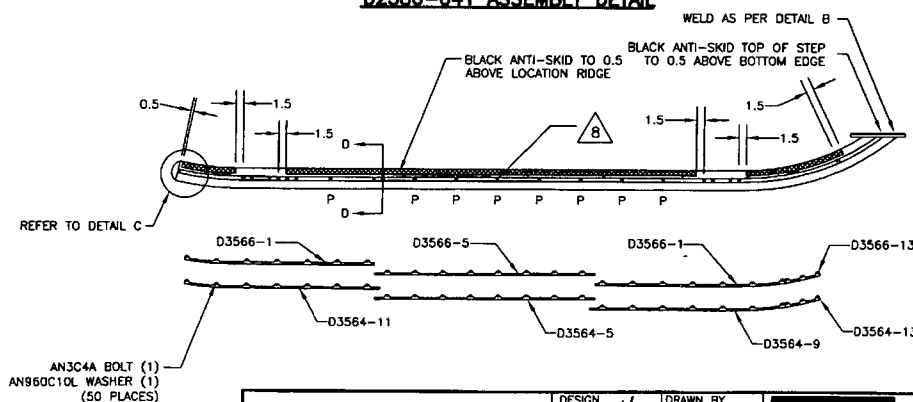 D2566-041 ASSEMBLY DETAIL
WELD AS PER DETAIL B
BLACK ANTI-SKID TO 0.5
ABOVE LOCATION RIDGE
BLACK ANTI-SKID TOP OF STEP
TO 0.5 ABOVE BOTTOM EDGE
0.5
1.5
1.5
D
8
1.5
1.5
1.5
D
P
P P P P P P P
REFER TO DETAIL C
D3566-1
D3566-5
D3566-1
D3566-13
D3564-11
D3564-5
D3564-9
D3564-13
AN3C4A BOLT (1)
AN960C10L WASHER (1)
(50 PLACES)
DESIGN
DRAWN BY